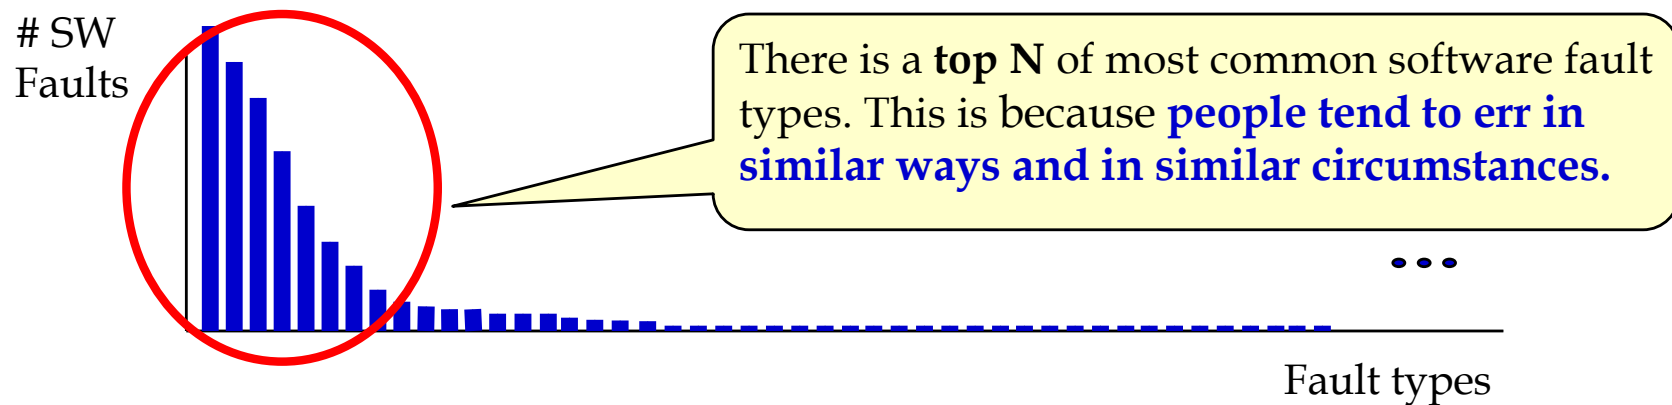 # SW
Faults
There is a top N of most common software fault
types. This is because people tend to err in
similar ways and in similar circumstances.
Fault types